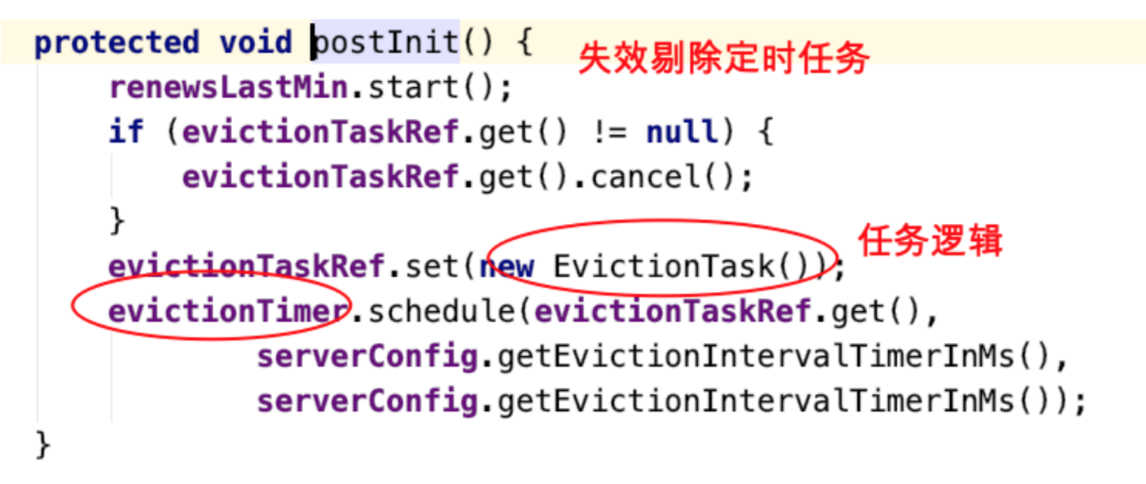 protected void postInit() {
失效剔除定时任务
renewsLastMin.start();
if (evictionTaskRef.get() != null) {
evictionTaskRef.get().cancel();
}
任务逻辑
evictionTaskRef.set(new EvictionTask());
evictionTimer.schedule(evictionTaskRef.get(),
serverConfig.getEvictionIntervalTimerInMs(),
serverConfig.getEvictionIntervalTimerInMs());
}